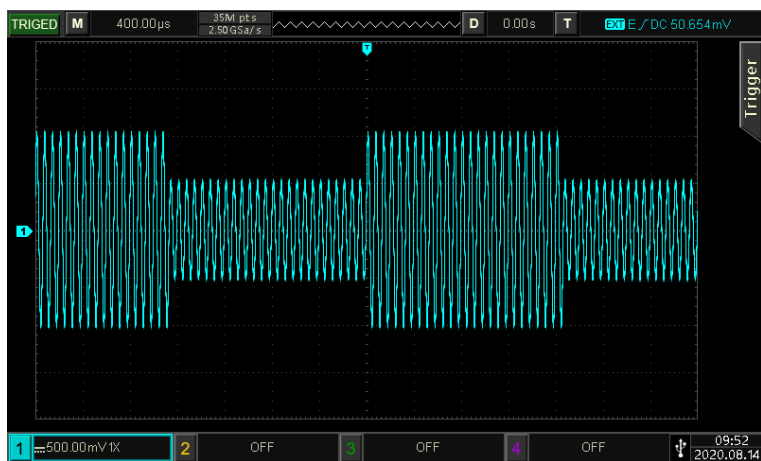 TRIGED M 400.00μs 35M pts D 0.00s T EXT E DC 50.654mV
2.50GSa/s
T
Trigger
1
1 500.00mV 1X 2 OFF 3 OFF 4 OFF 09:52
2020.08.14